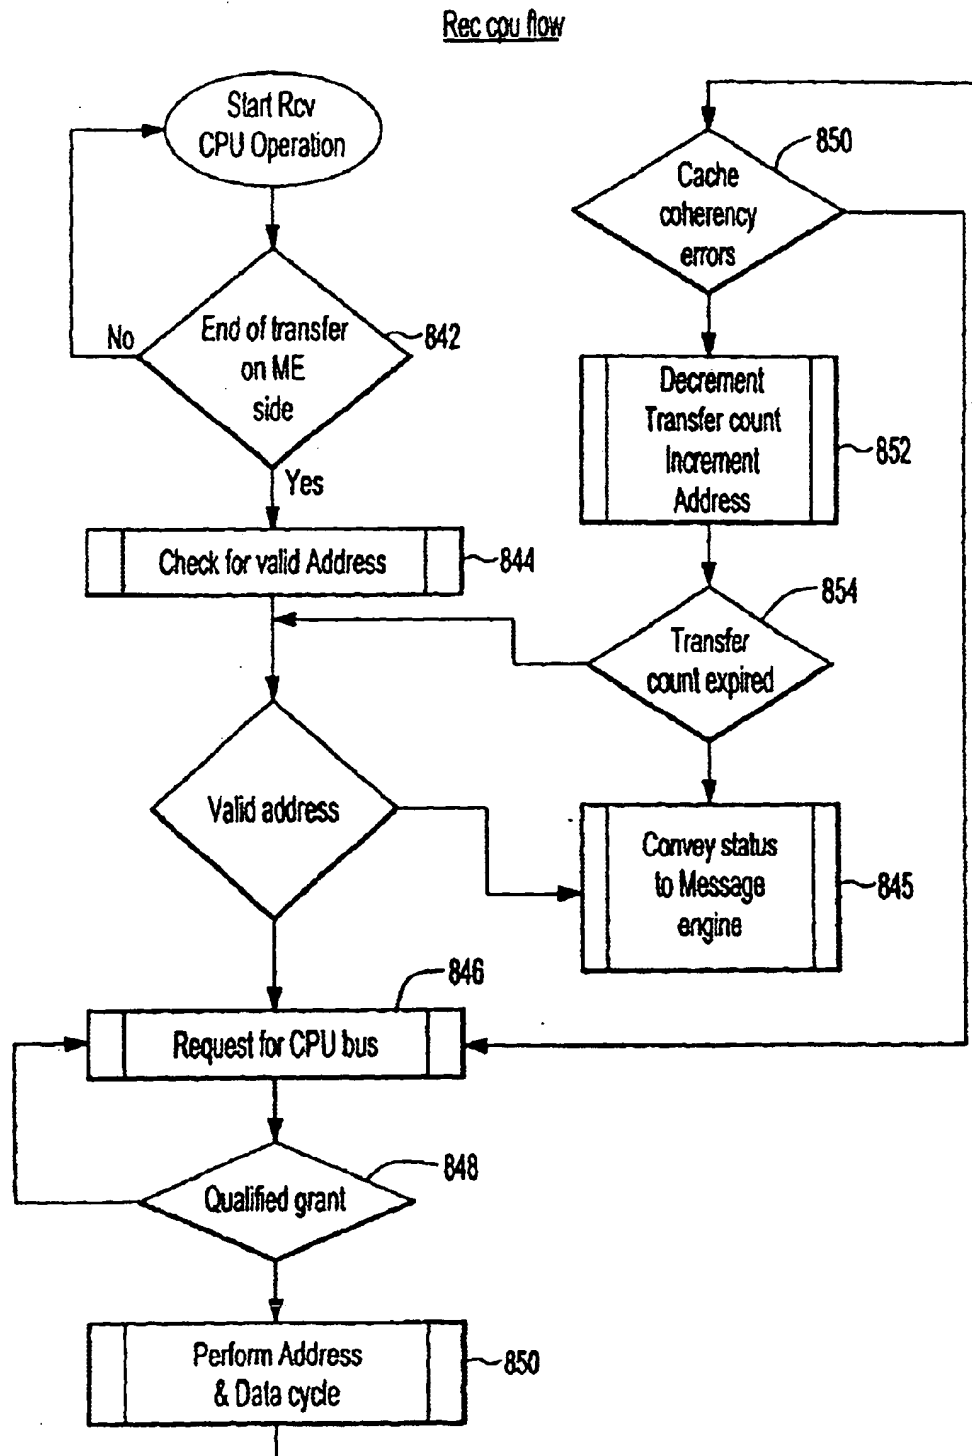 Rec cpu flow
Start Rcv
CPU Operation
No
End of transfer
on ME
side
842
Yes
Check for valid Address
844
Valid address
846
Request for CPU bus
848
Qualified grant
Perform Address
& Data cycle
850
850
Cache
coherency
errors
Decrement
Transfer count
Increment
Address
852
854
Transfer
count expired
Convey status
to Message
engine
845